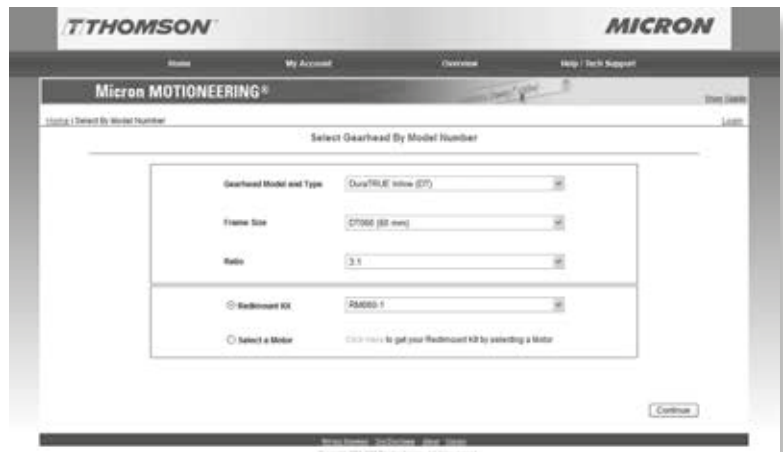 THOMSON
MICRON
Home My Account Overview Help / Tech Support
Micron MOTIONEERING®
Home | Select By Model Number
Login
Select Gearhead By Model Number
Gearhead Model and Type DuraTRUE Inline (DT)
Frame Size DT060 (60 mm)
Ratio 3:1
Redimount Kit RM060-1
Select a Motor Click Here to get your Redimount Kit by selecting a Motor
Continue